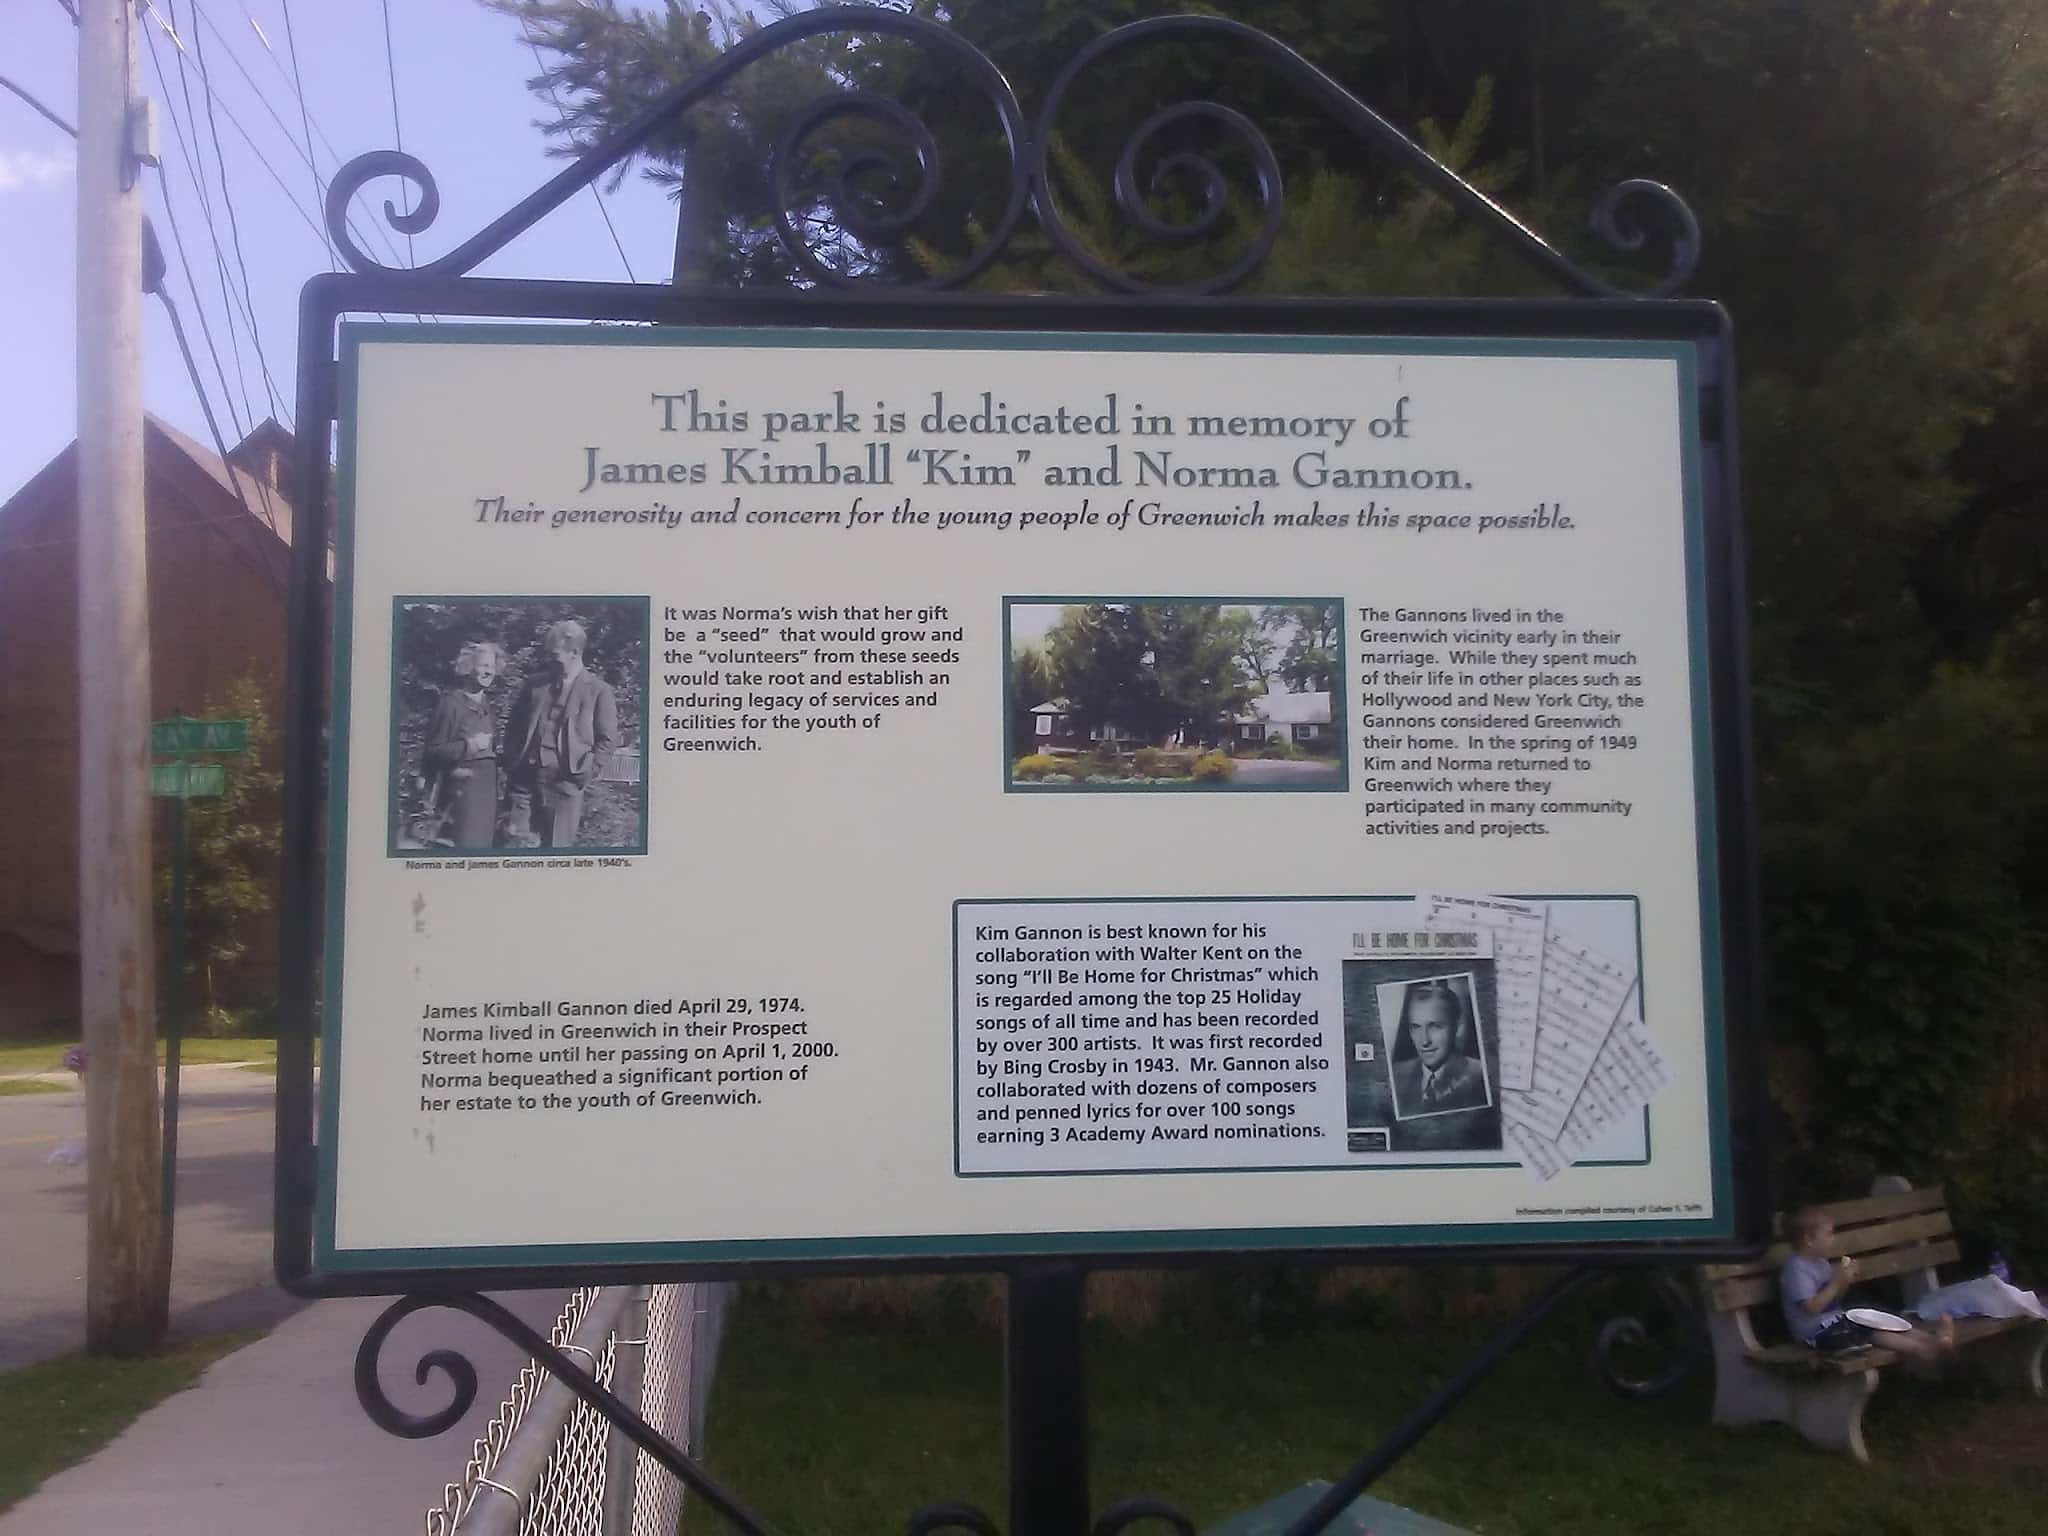 This park is dedicated in memory of
James Kimball “Kim” and Norma Gannon.
Their generosity and concern for the young people of Greenwich makes this space possible.
It was Norma’s wish that her gift
be a “seed” that would grow and
the “volunteers” from these seeds
would take root and establish an
enduring legacy of services and
facilities for the youth of
Greenwich.
Norma and James Gannon circa late 1940’s.
The Gannons lived in the
Greenwich vicinity early in their
marriage. While they spent much
of their life in other places such as
Hollywood and New York City, the
Gannons considered Greenwich
their home. In the spring of 1949
Kim and Norma returned to
Greenwich where they
participated in many community
activities and projects.
James Kimball Gannon died April 29, 1974.
Norma lived in Greenwich in their Prospect
Street home until her passing on April 1, 2000.
Norma bequeathed a significant portion of
her estate to the youth of Greenwich.
Kim Gannon is best known for his
collaboration with Walter Kent on the
song “I’ll Be Home for Christmas” which
is regarded among the top 25 Holiday
songs of all time and has been recorded
by over 300 artists. It was first recorded
by Bing Crosby in 1943. Mr. Gannon also
collaborated with dozens of composers
and penned lyrics for over 100 songs
earning 3 Academy Award nominations.
I'LL BE HOME FOR CHRISTMAS
I'LL BE HOME FOR CHRISTMAS
Information compiled courtesy of